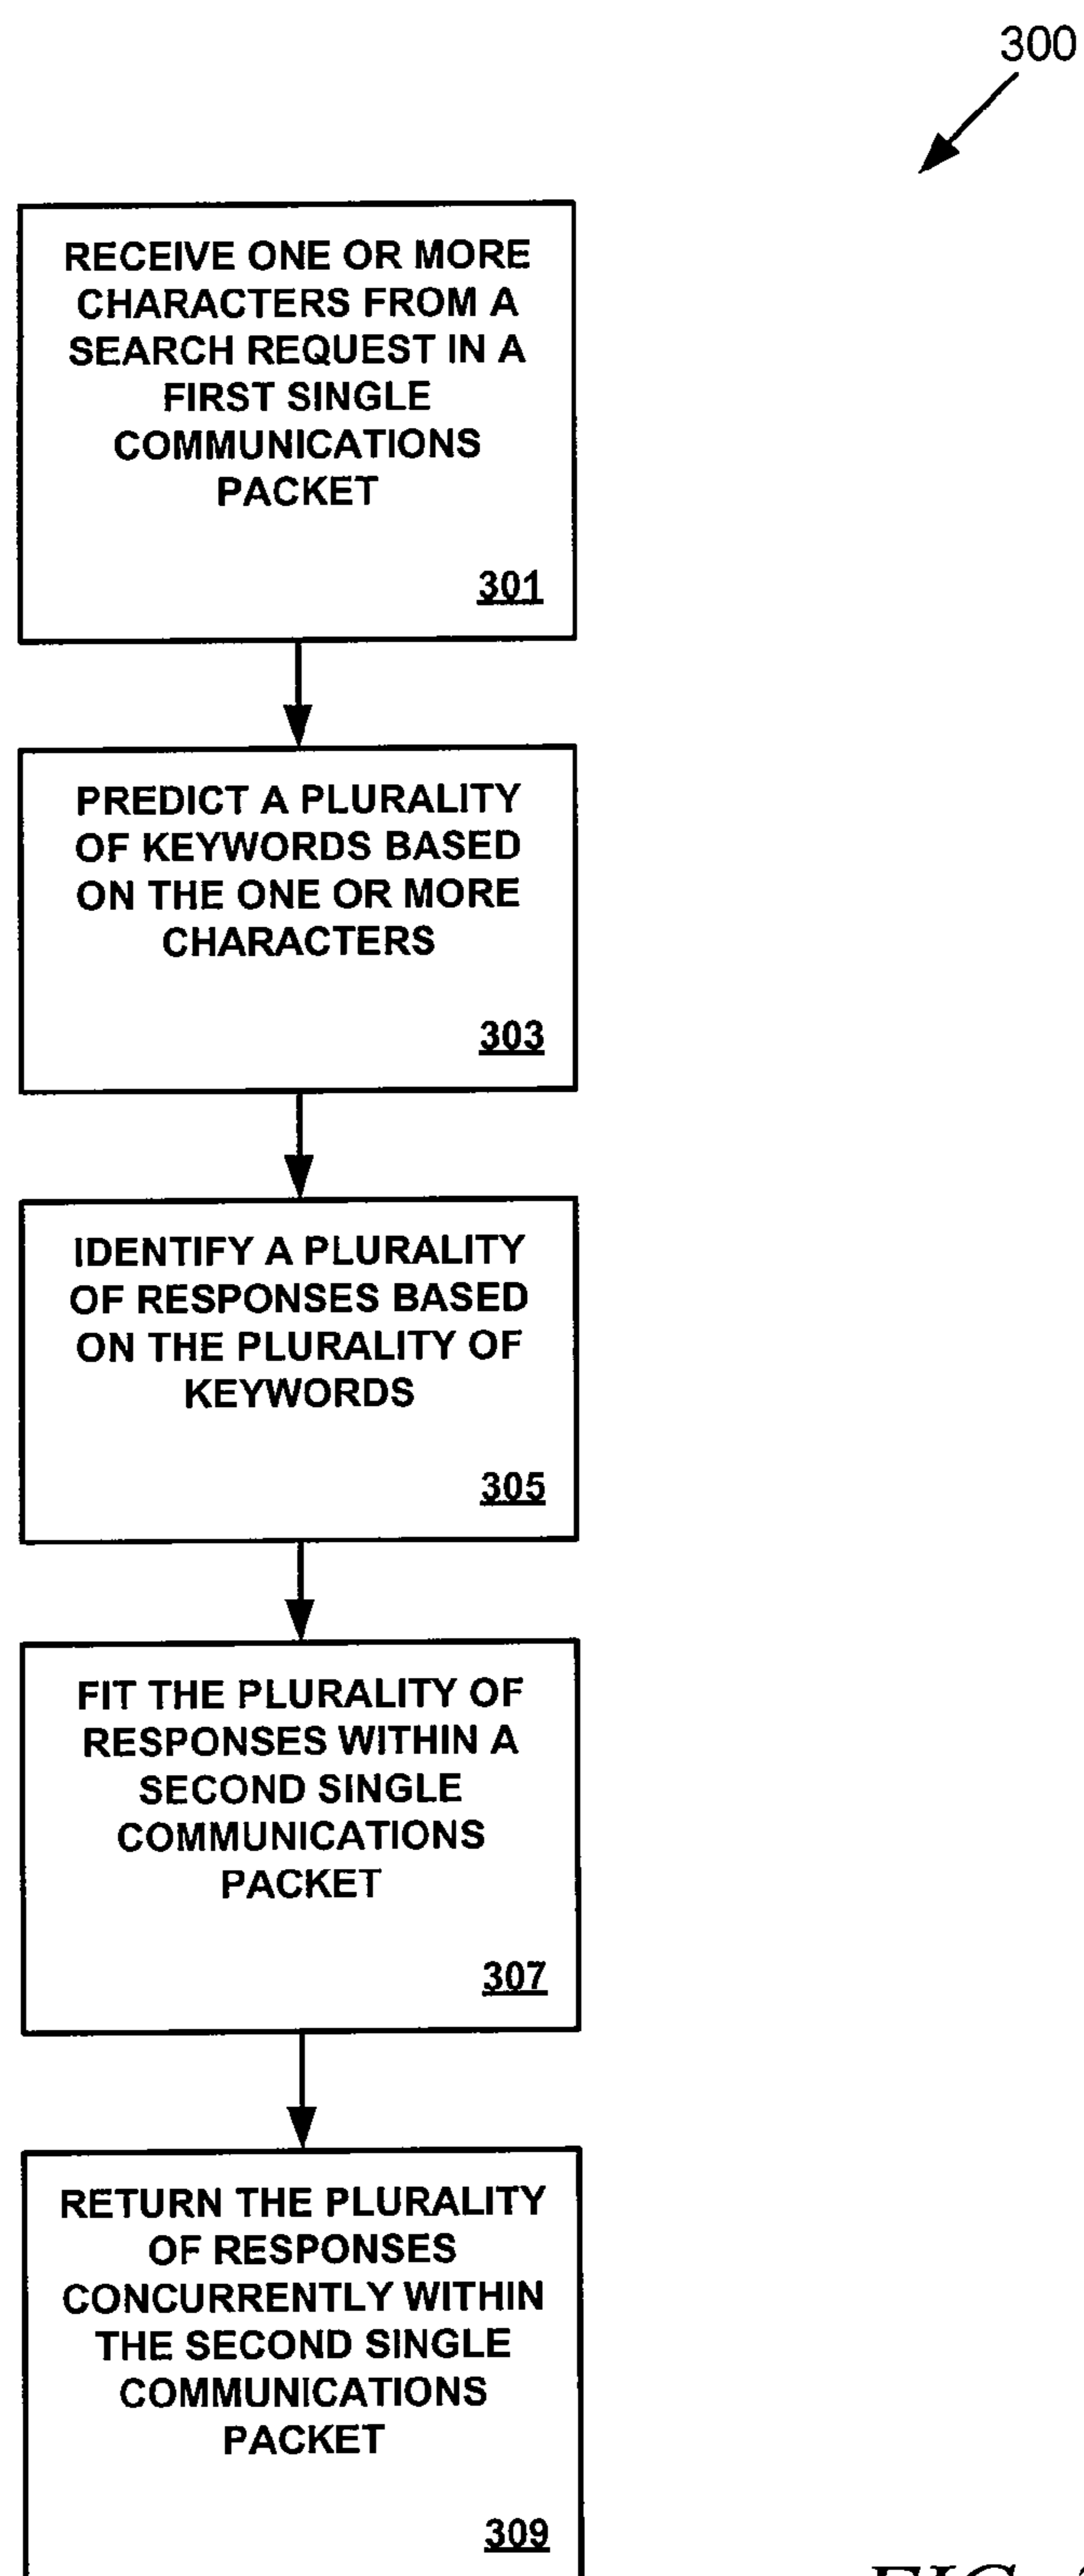 300
RECEIVE ONE OR MORE
CHARACTERS FROM A
SEARCH REQUEST IN A
FIRST SINGLE
COMMUNICATIONS
PACKET
301
PREDICT A PLURALITY
OF KEYWORDS BASED
ON THE ONE OR MORE
CHARACTERS
303
IDENTIFY A PLURALITY
OF RESPONSES BASED
ON THE PLURALITY OF
KEYWORDS
305
FIT THE PLURALITY OF
RESPONSES WITHIN A
SECOND SINGLE
COMMUNICATIONS
PACKET
307
RETURN THE PLURALITY
OF RESPONSES
CONCURRENTLY WITHIN
THE SECOND SINGLE
COMMUNICATIONS
PACKET
309